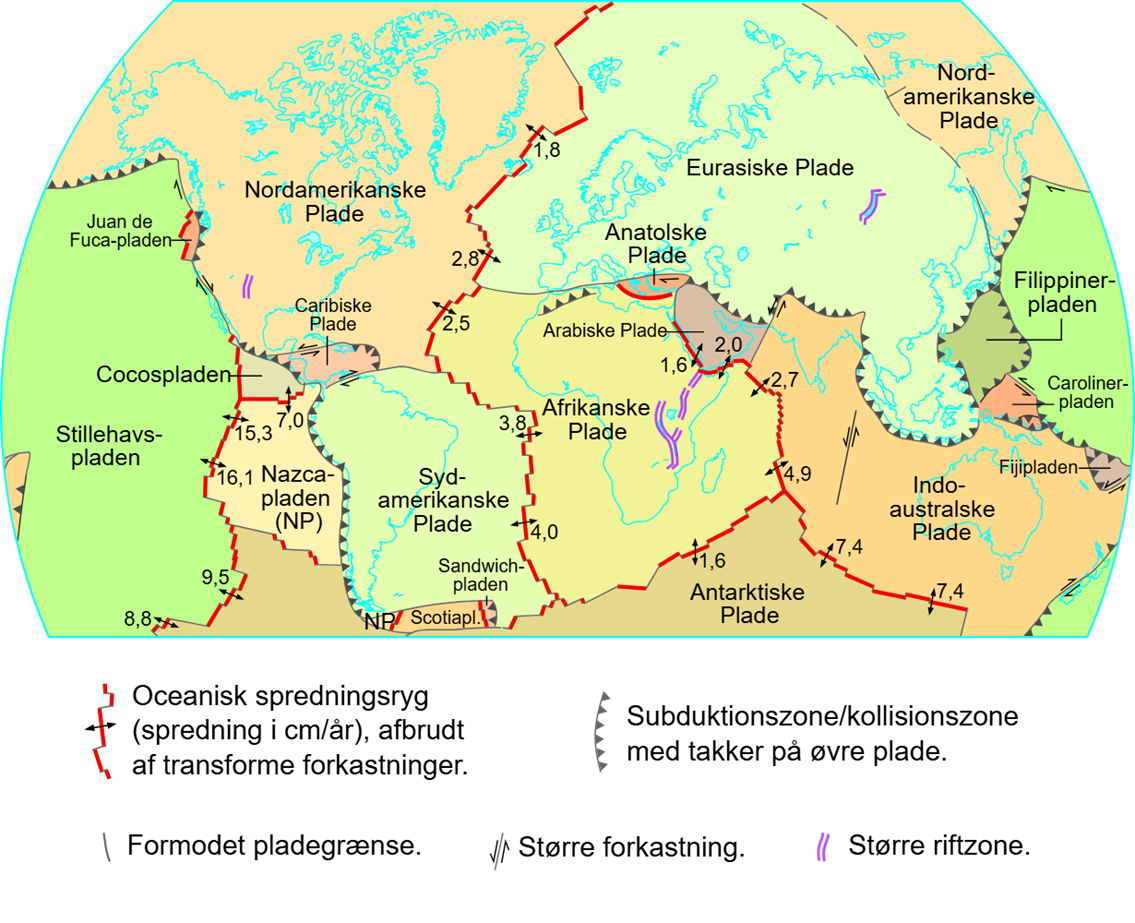 Nord-
amerikanske
Plade
1,8
Eurasiske Plade
Nordamerikanske
Plade
Juan de
Fuca-pladen
Anatolske
Plade
2,8
Filippiner-
pladen
Caribiske
Plade
2,5
Arabiske Plade
2,0
1,6
Cocospladen
2,7
Caroliner-
pladen
7,0
Afrikanske
Plade
3,8
15,3
Stillehavs-
pladen
16,1
Nazca-
pladen
(NP)
Syd-
amerikanske
Plade
4,9
Fijipladen
Indo-
australske
Plade
4,0
7,4
1,6
Sandwich-
pladen
9,5
Antarktiske
Plade
7,4
8,8
NP
Scotiapl.
Oceanisk spredningsryg
(spredning i cm/år), afbrudt
af transforme forkastninger.
Subduktionszone/kollisionszone
med takker på øvre plade.
Formodet pladegrænse.
Større forkastning.
Større riftzone.